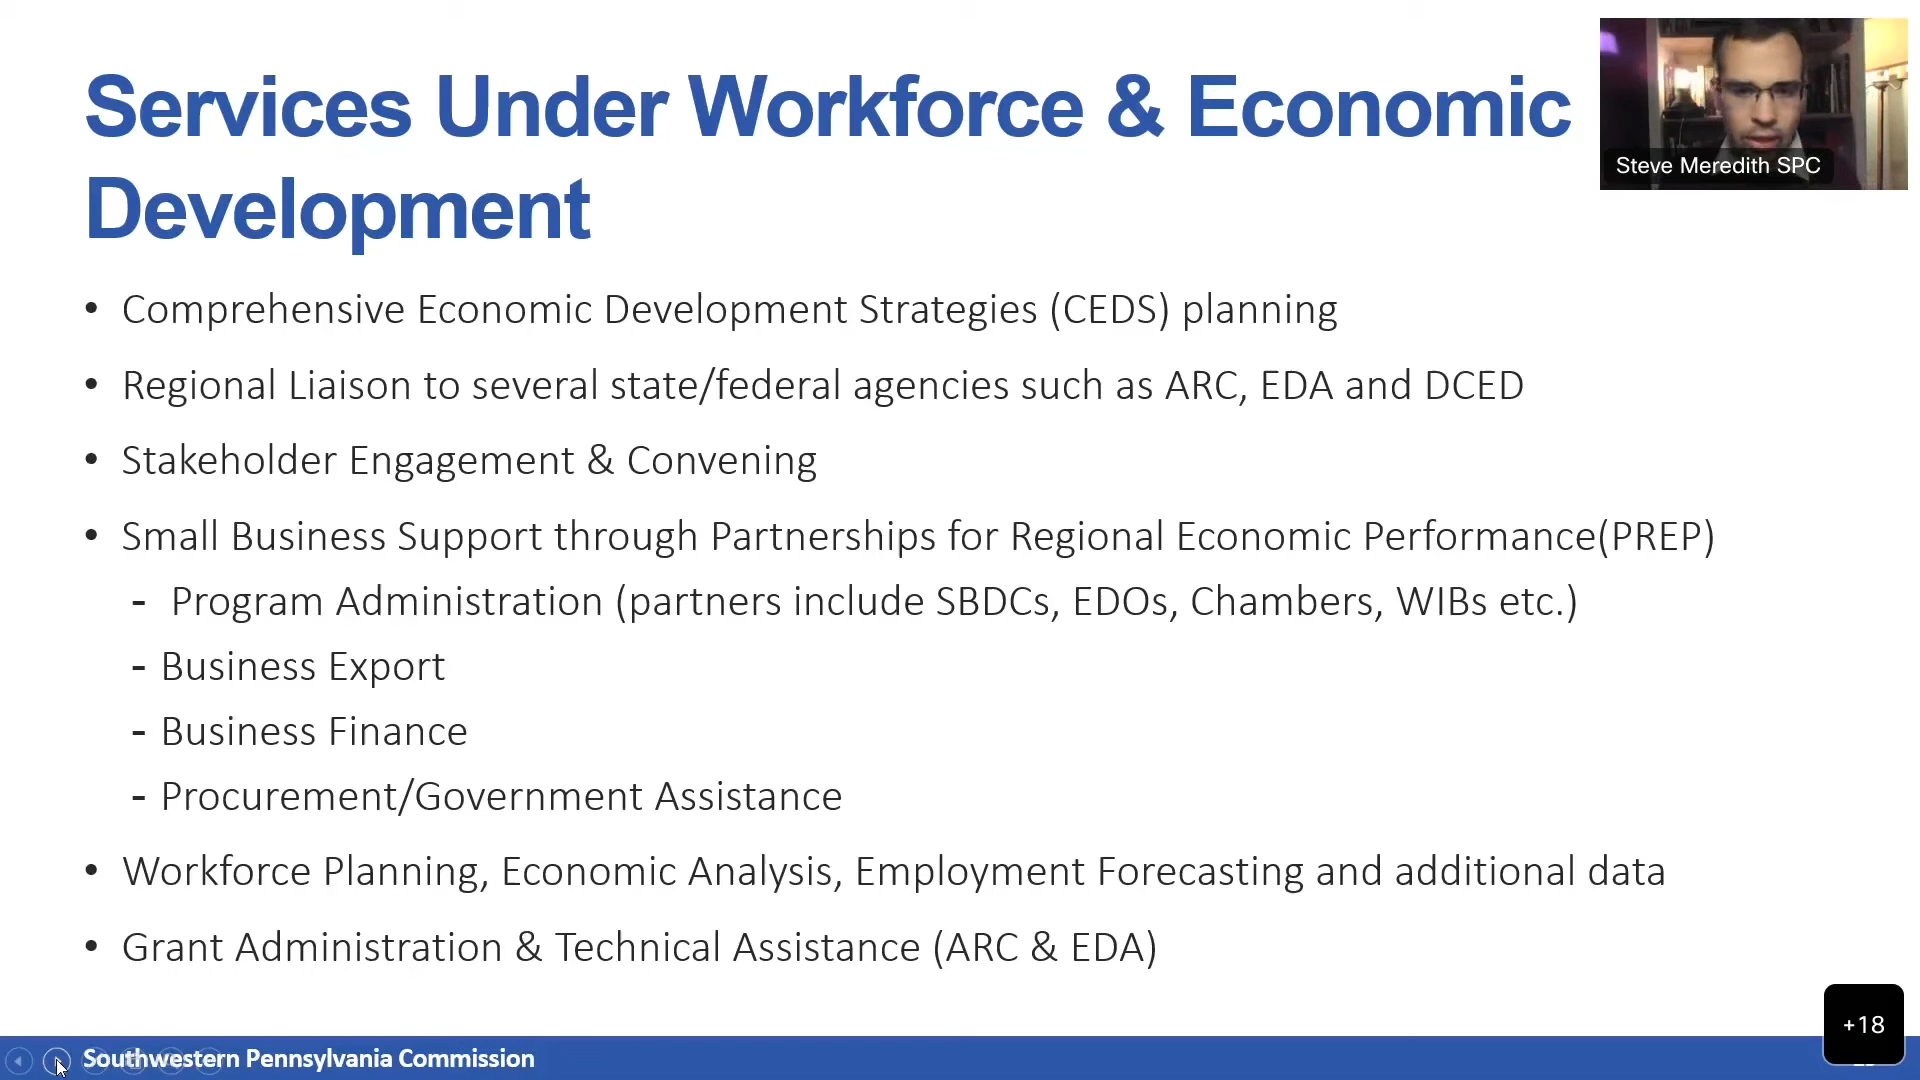 Services Under Workforce & Economic
Development
Steve Meredith SPC
• Comprehensive Economic Development Strategies (CEDS) planning
• Regional Liaison to several state/federal agencies such as ARC, EDA and DCED
• Stakeholder Engagement & Convening
• Small Business Support through Partnerships for Regional Economic Performance(PREP)
- Program Administration (partners include SBDCs, EDOs, Chambers, WIBs etc.)
- Business Export
- Business Finance
- Procurement/Government Assistance
• Workforce Planning, Economic Analysis, Employment Forecasting and additional data
• Grant Administration & Technical Assistance (ARC & EDA)
+18
Southwestern Pennsylvania Commission